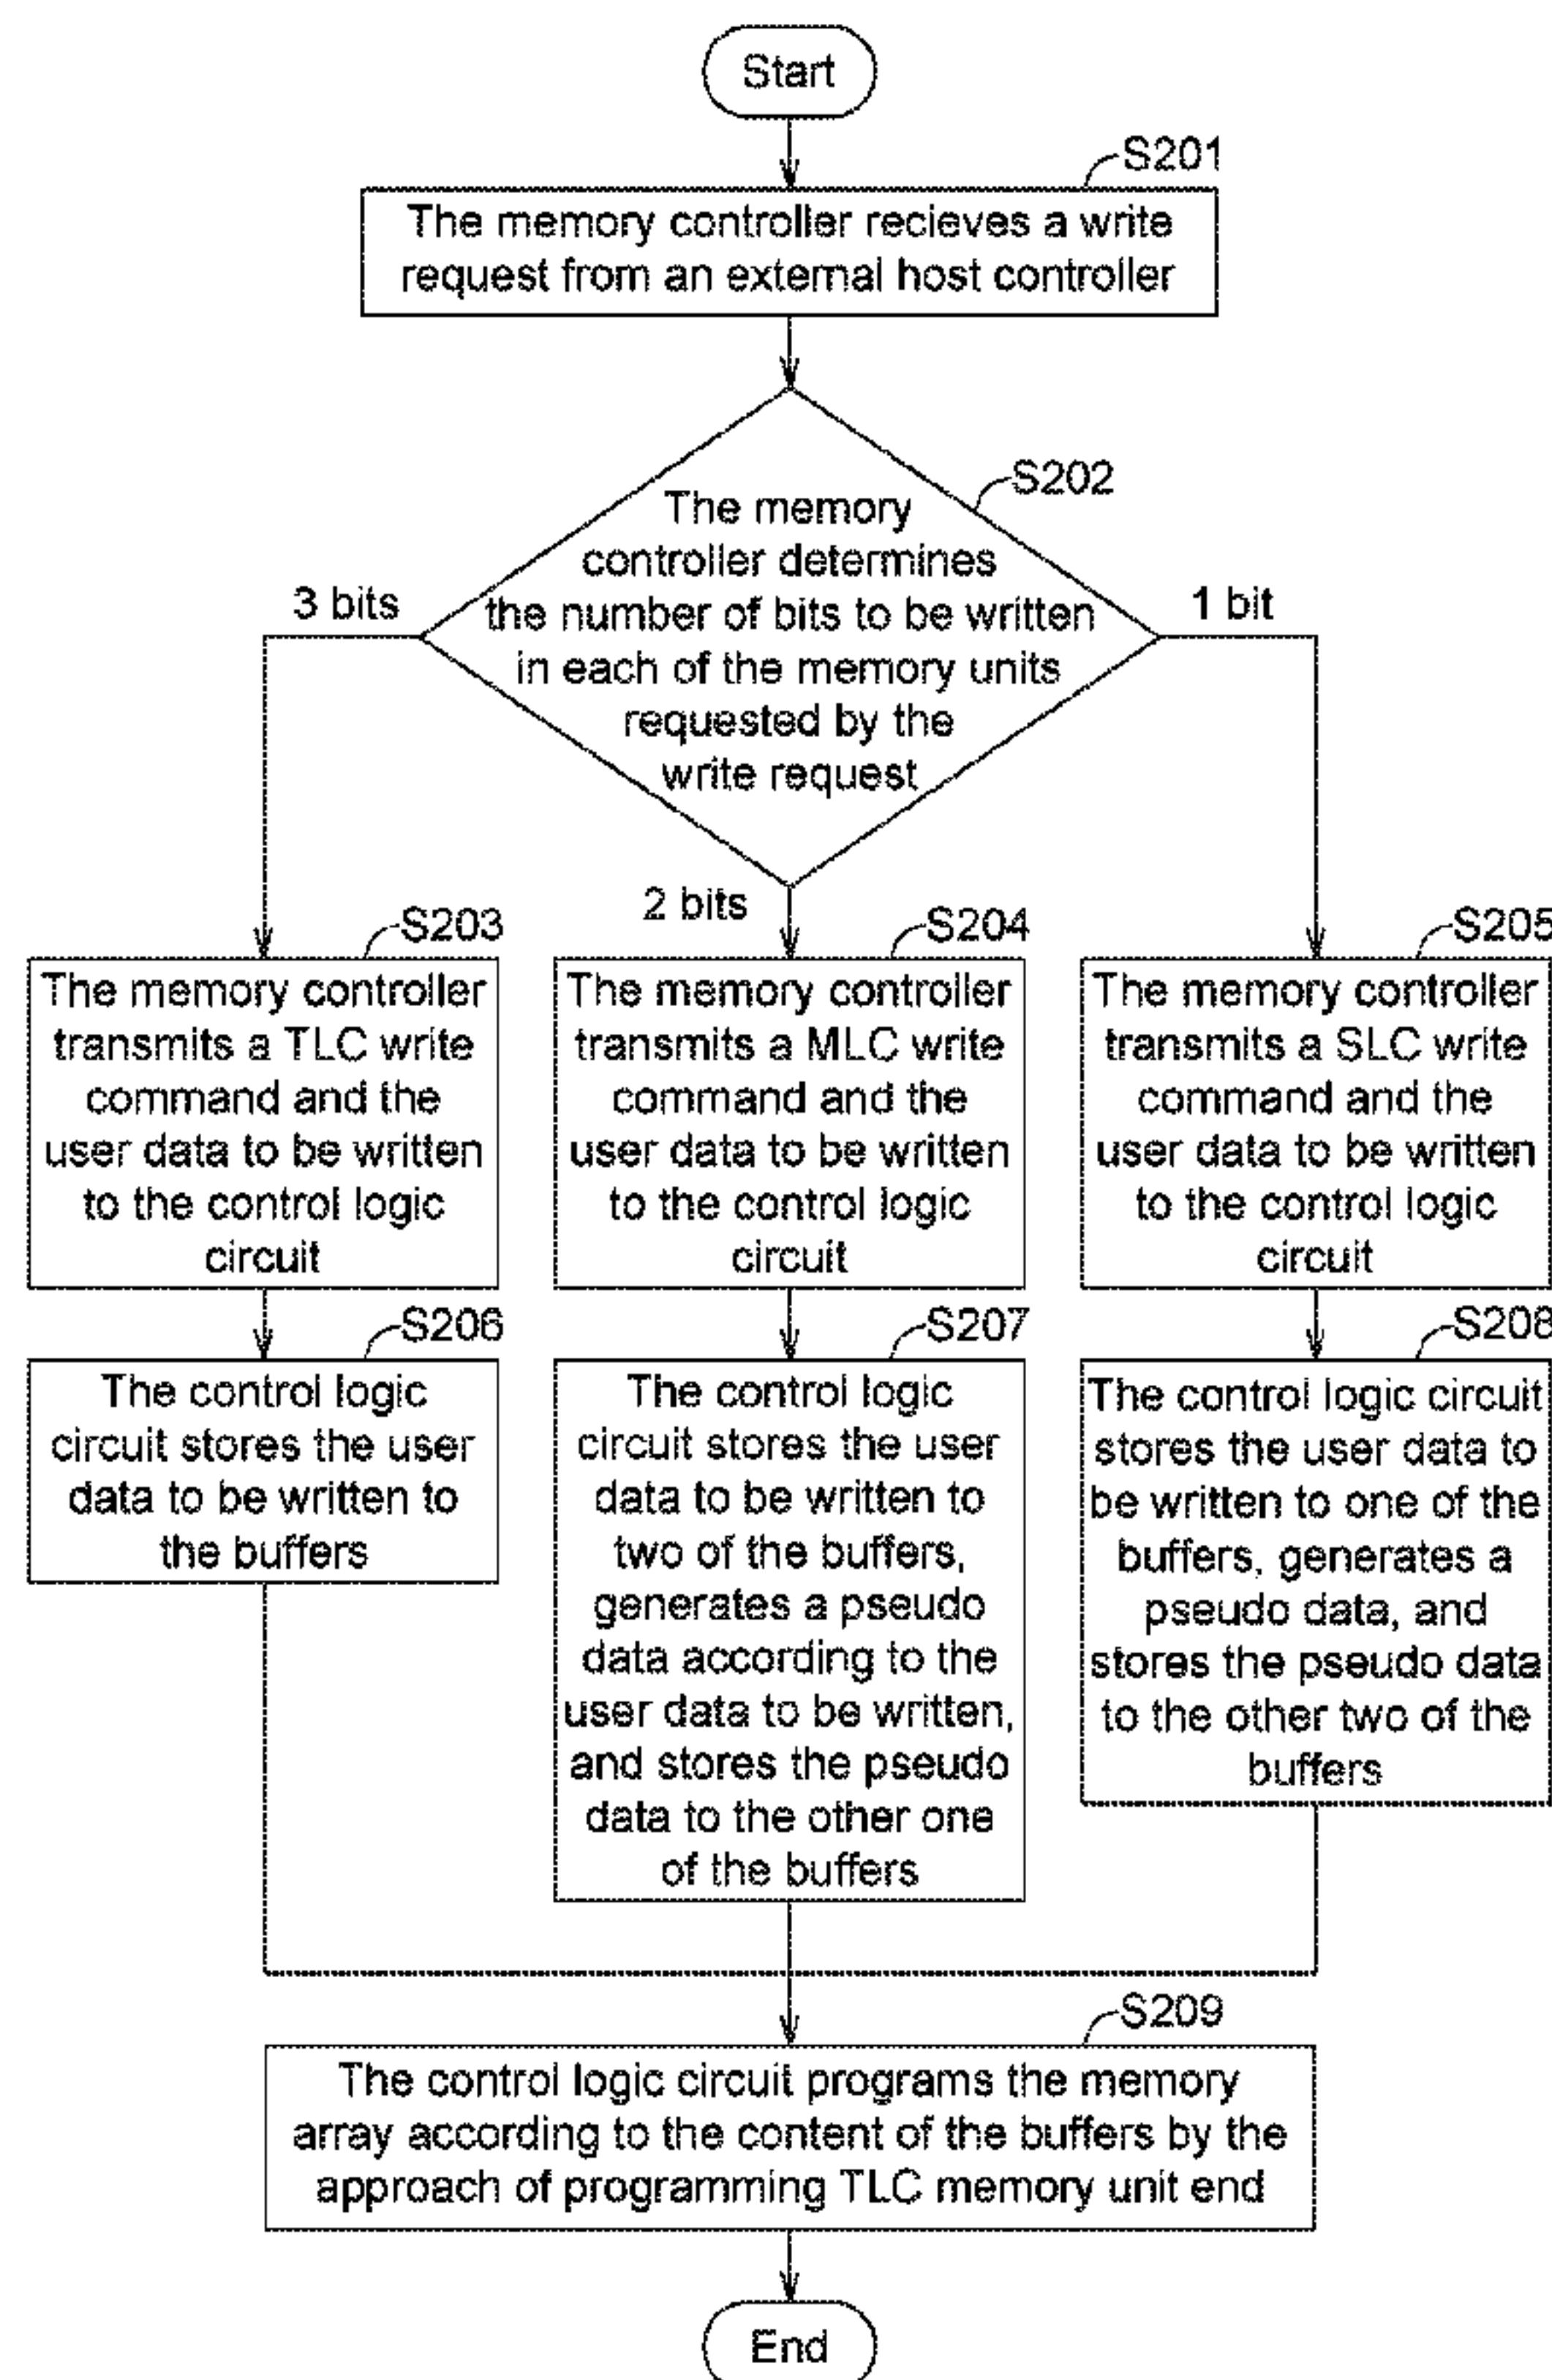 Start
S201
The memory controller recieves a write
request from an external host controller
S202
The memory
controller determines
the number of bits to be written
in each of the memory units
requested by the
write request
3 bits
1 bit
2 bits
S203
The memory controller
transmits a TLC write
command and the
user data to be written
to the control logic
circuit
S204
The memory controller
transmits a MLC write
command and the
user data to be written
to the control logic
circuit
S205
The memory controller
transmits a SLC write
command and the
user data to be written
to the control logic
circuit
S206
The control logic
circuit stores the user
data to be written to
the buffers
S207
The control logic
circuit stores the user
data to be written to
two of the buffers,
generates a pseudo
data according to the
user data to be written,
and stores the pseudo
data to the other one
of the buffers
S208
The control logic circuit
stores the user data to
be written to one of the
buffers, generates a
pseudo data, and
stores the pseudo data
to the other two of the
buffers
S209
The control logic circuit programs the memory
array according to the content of the buffers by the
approach of programming TLC memory unit end
End